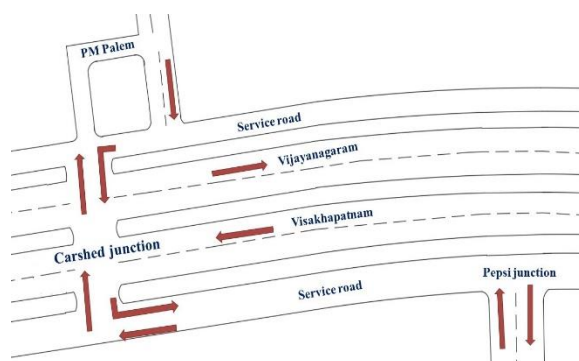 PM Palem
Service road
Vijayanagaram
Visakhapatnam
Carshed junction
Pepsi junction
Service road